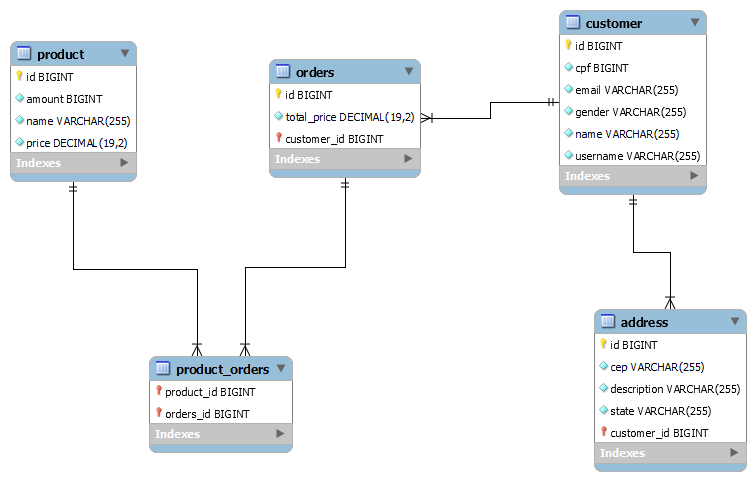 product
id BIGINT
amount BIGINT
name VARCHAR(255)
price DECIMAL(19,2)
Indexes
orders
id BIGINT
total_price DECIMAL(19,2)
customer_id BIGINT
Indexes
customer
id BIGINT
cpf BIGINT
email VARCHAR(255)
gender VARCHAR(255)
name VARCHAR(255)
username VARCHAR(255)
Indexes
product_orders
product_id BIGINT
orders_id BIGINT
Indexes
address
id BIGINT
cep VARCHAR(255)
description VARCHAR(255)
state VARCHAR(255)
customer_id BIGINT
Indexes